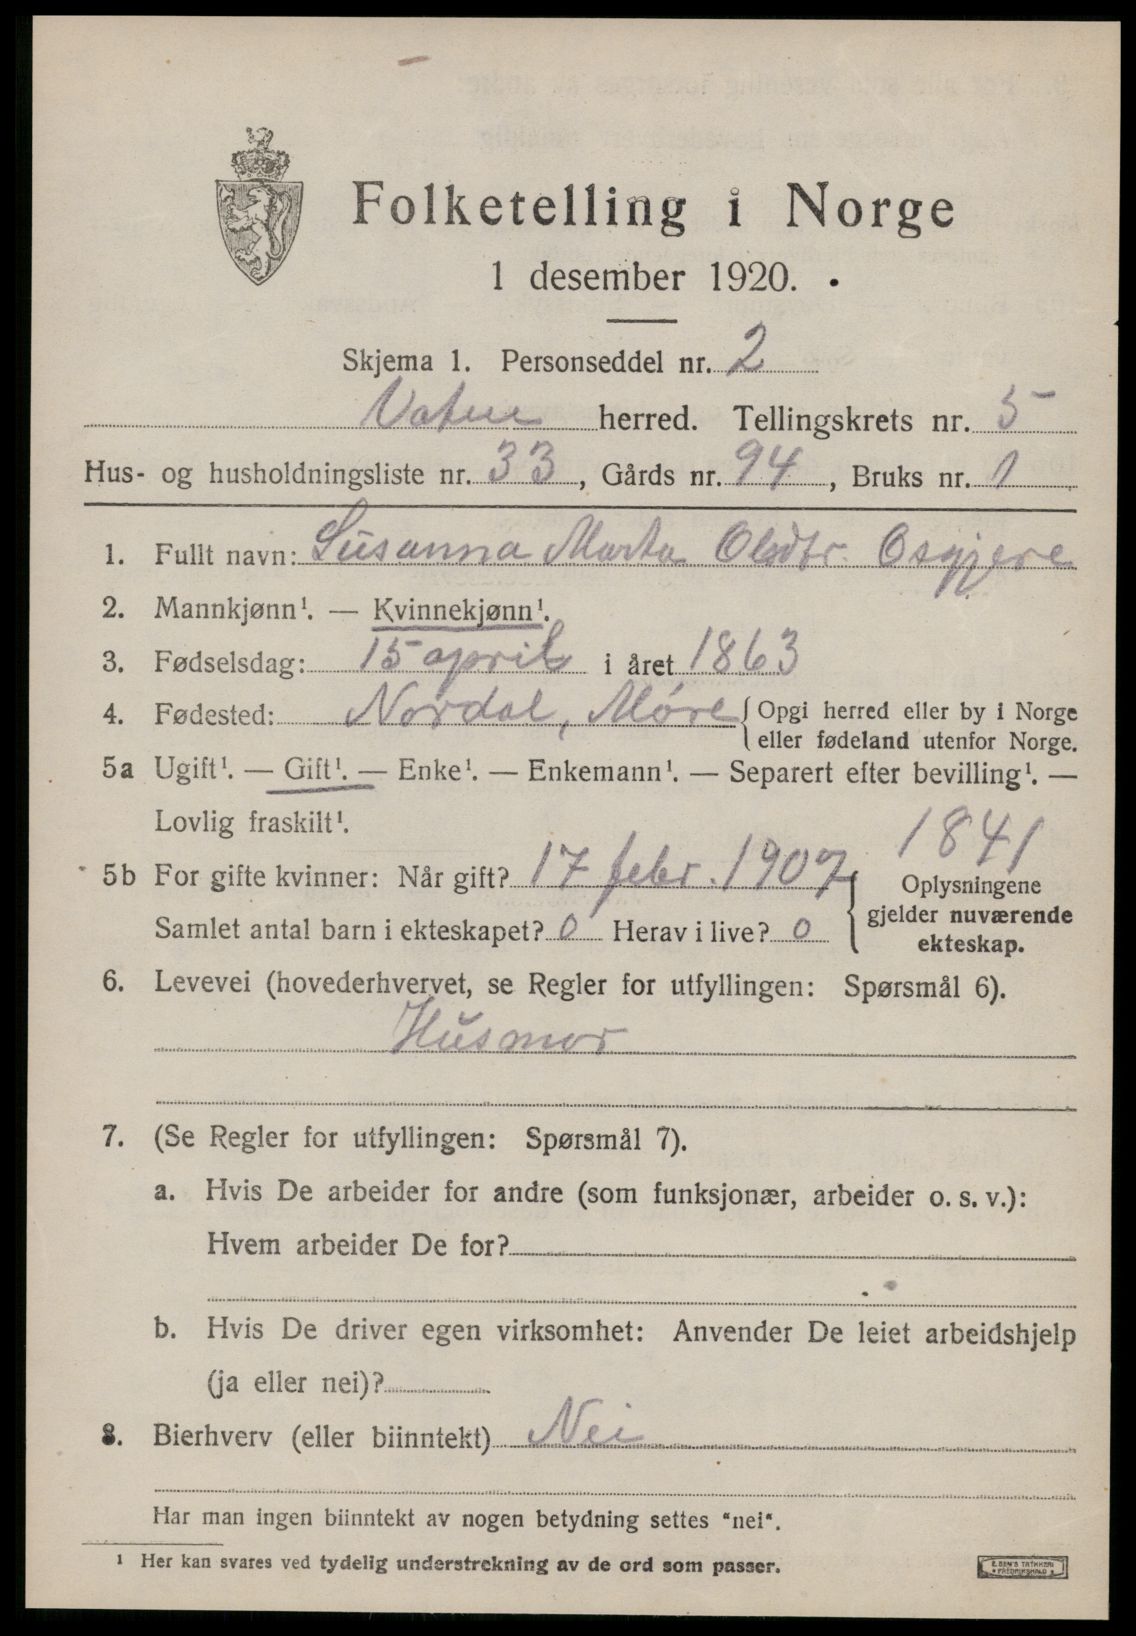 Folketelling i Norge
1 desember 1920.
Skjema 1. Personseddel nr. 2
Vatne herred. Tellingskrets nr. 5
Hus- og husholdningsliste nr. 33, Gårds nr. 94, Bruks nr. 1
1. Fullt navn: Susanna Marta Olsdtr. Osgjere
2. Mannkjønn¹. — Kvinnekjønn¹.
3. Fødselsdag: 15 april i året 1863
4. Fødested: Nordal, Møre { Opgi herred eller by i Norge
eller fødeland utenfor Norge.
5a Ugift¹. — Gift¹. — Enke¹. — Enkemann¹. — Separert efter bevilling¹. —
Lovlig fraskilt¹.
1841
5b For gifte kvinner: Når gift? 17 febr. 1907
Samlet antal barn i ekteskapet? 0 Herav i live? 0
Oplysningene
gjelder nuværende
ekteskap.
6. Levevei (hovederhvervet, se Regler for utfyllingen: Spørsmål 6).
Husmor
7. (Se Regler for utfyllingen: Spørsmål 7).
a. Hvis De arbeider for andre (som funksjonær, arbeider o. s. v.):
Hvem arbeider De for?
b. Hvis De driver egen virksomhet: Anvender De leiet arbeidshjelp
(ja eller nei)?
8. Bierhverv (eller biinntekt) Nei
Har man ingen biinntekt av nogen betydning settes "nei".
¹ Her kan svares ved tydelig understrekning av de ord som passer.
E. SEM'S TRYKKERI
FREDRIKSHALD